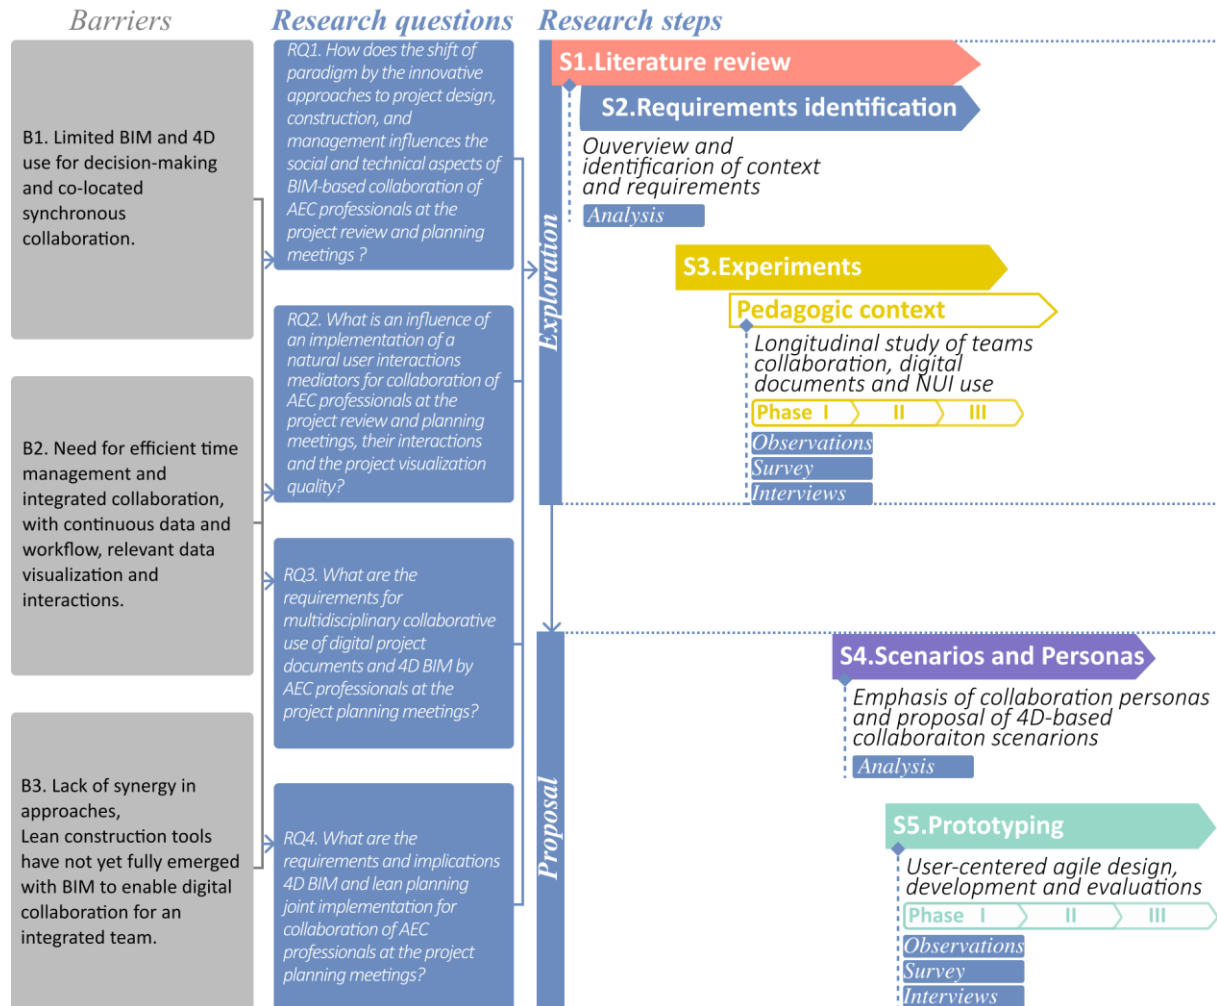 Barriers
Research questions
Research steps
B1. Limited BIM and 4D
use for decision-making
and co-located
synchronous
collaboration.
B2. Need for efficient time
management and
integrated collaboration,
with continuous data and
workflow, relevant data
visualization and
interactions.
B3. Lack of synergy in
approaches,
Lean construction tools
have not yet fully emerged
with BIM to enable digital
collaboration for an
integrated team.
RQ1. How does the shift of
paradigm by the innovative
approaches to project design,
construction, and
management influences the
social and technical aspects of
BIM-based collaboration of
AEC professionals at the
project review and planning
meetings ?
RQ2. What is an influence of
an implementation of a
natural user interactions
mediators for collaboration of
AEC professionals at the
project review and planning
meetings, their interactions
and the project visualization
quality?
RQ3. What are the
requirements for
multidisciplinary collaborative
use of digital project
documents and 4D BIM by
AEC professionals at the
project planning meetings?
RQ4. What are the
requirements and implications
4D BIM and lean planning
joint implementation for
collaboration of AEC
professionals at the project
planning meetings?
Exploration
S1.Literature review
S2.Requirements identification
Ouverview and
identificarion of context
and requirements
Analysis
S3.Experiments
Pedagogic context
Longitudinal study of teams
collaboration, digital
documents and NUI use
Phase I II III
Observations
Survey
Interviews
Proposal
S4.Scenarios and Personas
Emphasis of collaboration personas
and proposal of 4D-based
collaboraiton scenarions
Analysis
S5.Prototyping
User-centered agile design,
development and evaluations
Phase I II III
Observations
Survey
Interviews